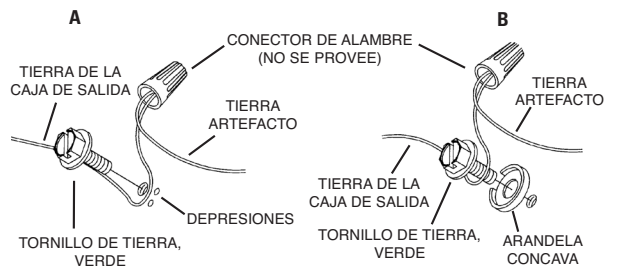 A
B
CONECTOR DE ALAMBRE
(NO SE PROVEE)
TIERRA DE LA
CAJA DE SALIDA
TIERRA
ARTEFACTO
DEPRESIONES
TORNILLO DE TIERRA,
VERDE
TIERRA
ARTEFACTO
TIERRA DE LA
CAJA DE SALIDA
TORNILLO DE TIERRA,
VERDE
ARANDELA
CONCAVA